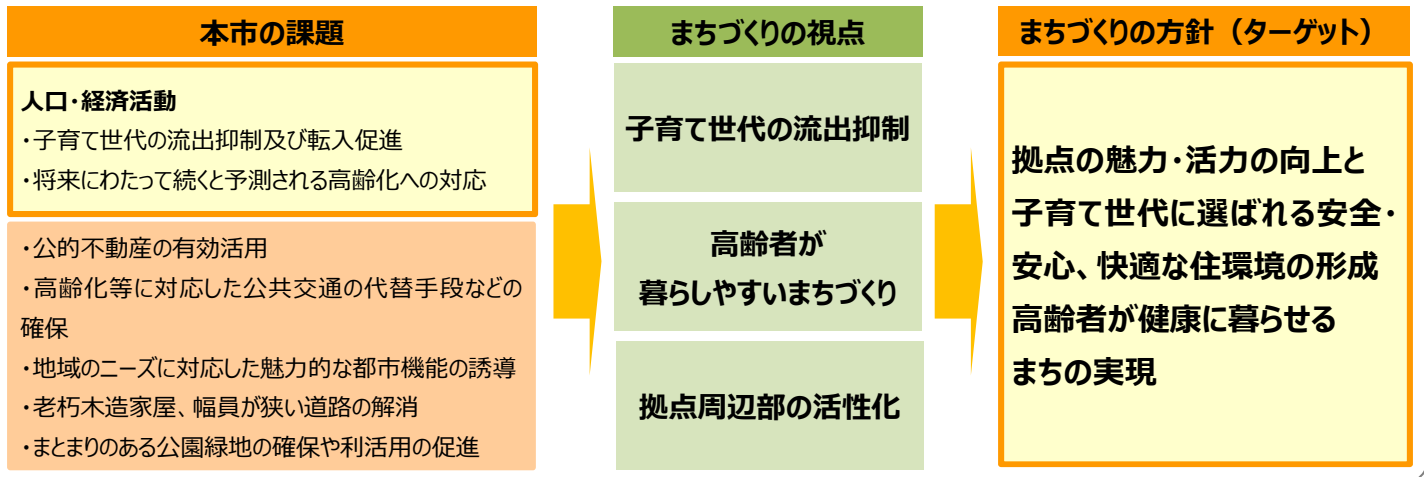 本市の課題
人口・経済活動
・子育て世代の流出抑制及び転入促進
・将来にわたって続くと予測される高齢化への対応
・公的不動産の有効活用
・高齢化等に対応した公共交通の代替手段などの
確保
・地域のニーズに対応した魅力的な都市機能の誘導
・老朽木造家屋、幅員が狭い道路の解消
・まとまりのある公園緑地の確保や利活用の促進
まちづくりの視点
子育て世代の流出抑制
高齢者が
暮らしやすいまちづくり
拠点周辺部の活性化
まちづくりの方針（ターゲット）
拠点の魅力・活力の向上と
子育て世代に選ばれる安全・
安心、快適な住環境の形成
高齢者が健康に暮らせる
まちの実現